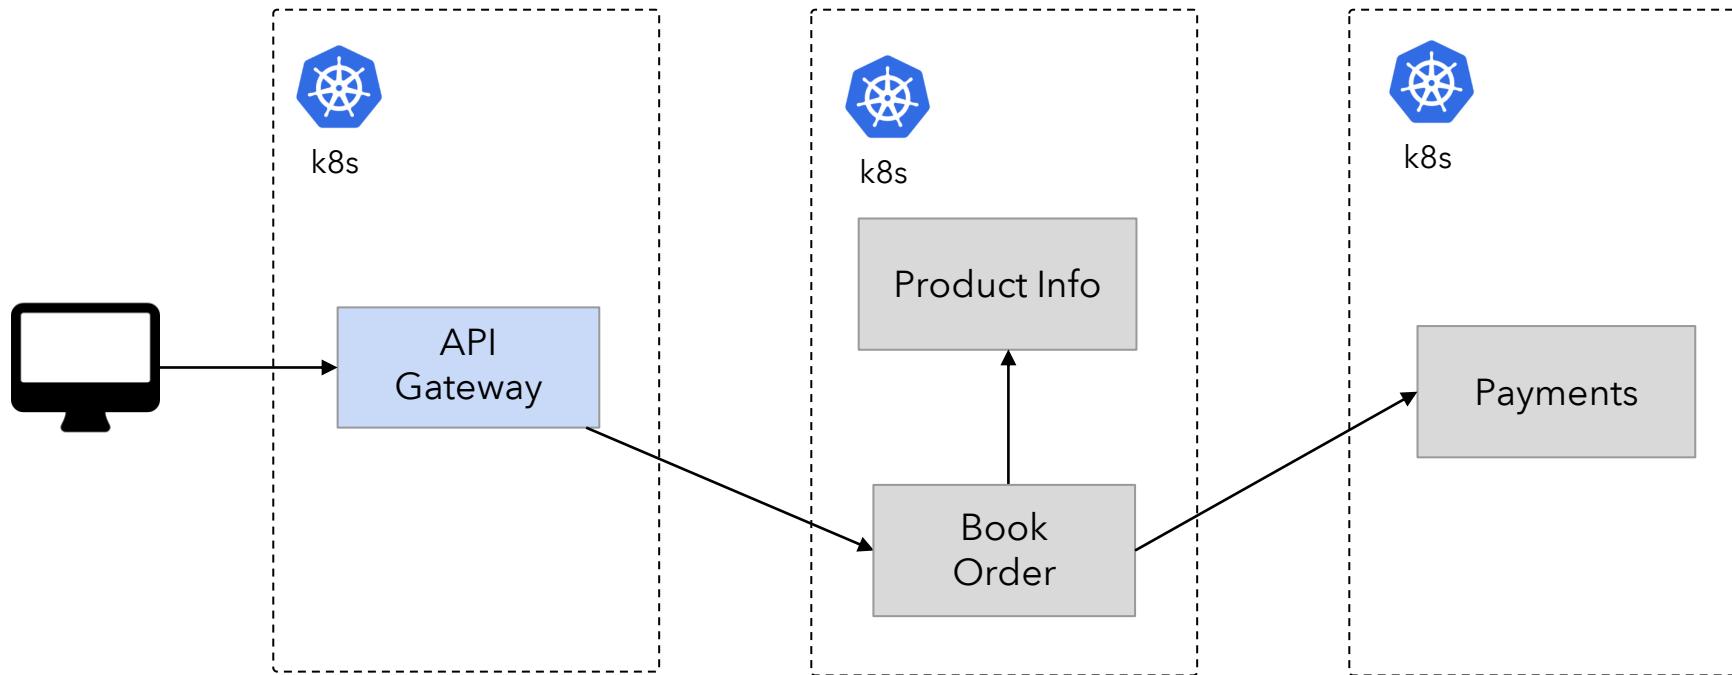 k8s
API
Gateway
k8s
Product Info
Book
Order
k8s
Payments